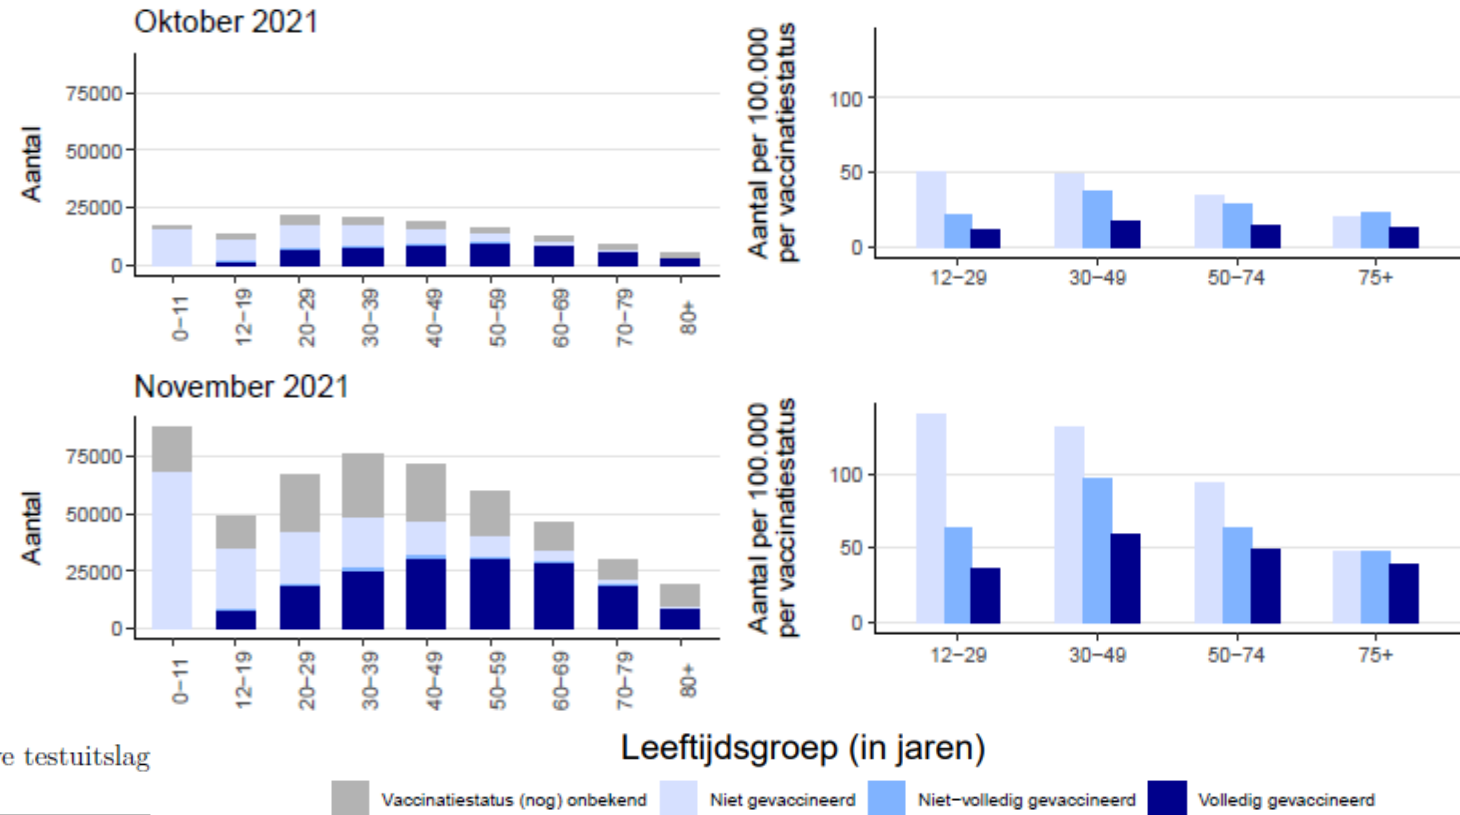 Oktober 2021
Aantal
75000
50000
25000
0
0−11
12−19
20−29
30−39
40−49
50−59
60−69
70−79
80+
Aantal per 100.000
per vaccinatiestatus
100
50
0
12−29
30−49
50−74
75+
November 2021
Aantal
75000
50000
25000
0
0−11
12−19
20−29
30−39
40−49
50−59
60−69
70−79
80+
Aantal per 100.000
per vaccinatiestatus
100
50
0
12−29
30−49
50−74
75+
e testuitslag
Leeftijdsgroep (in jaren)
Vaccinatiestatus (nog) onbekend
Niet gevaccineerd
Niet−volledig gevaccineerd
Volledig gevaccineerd